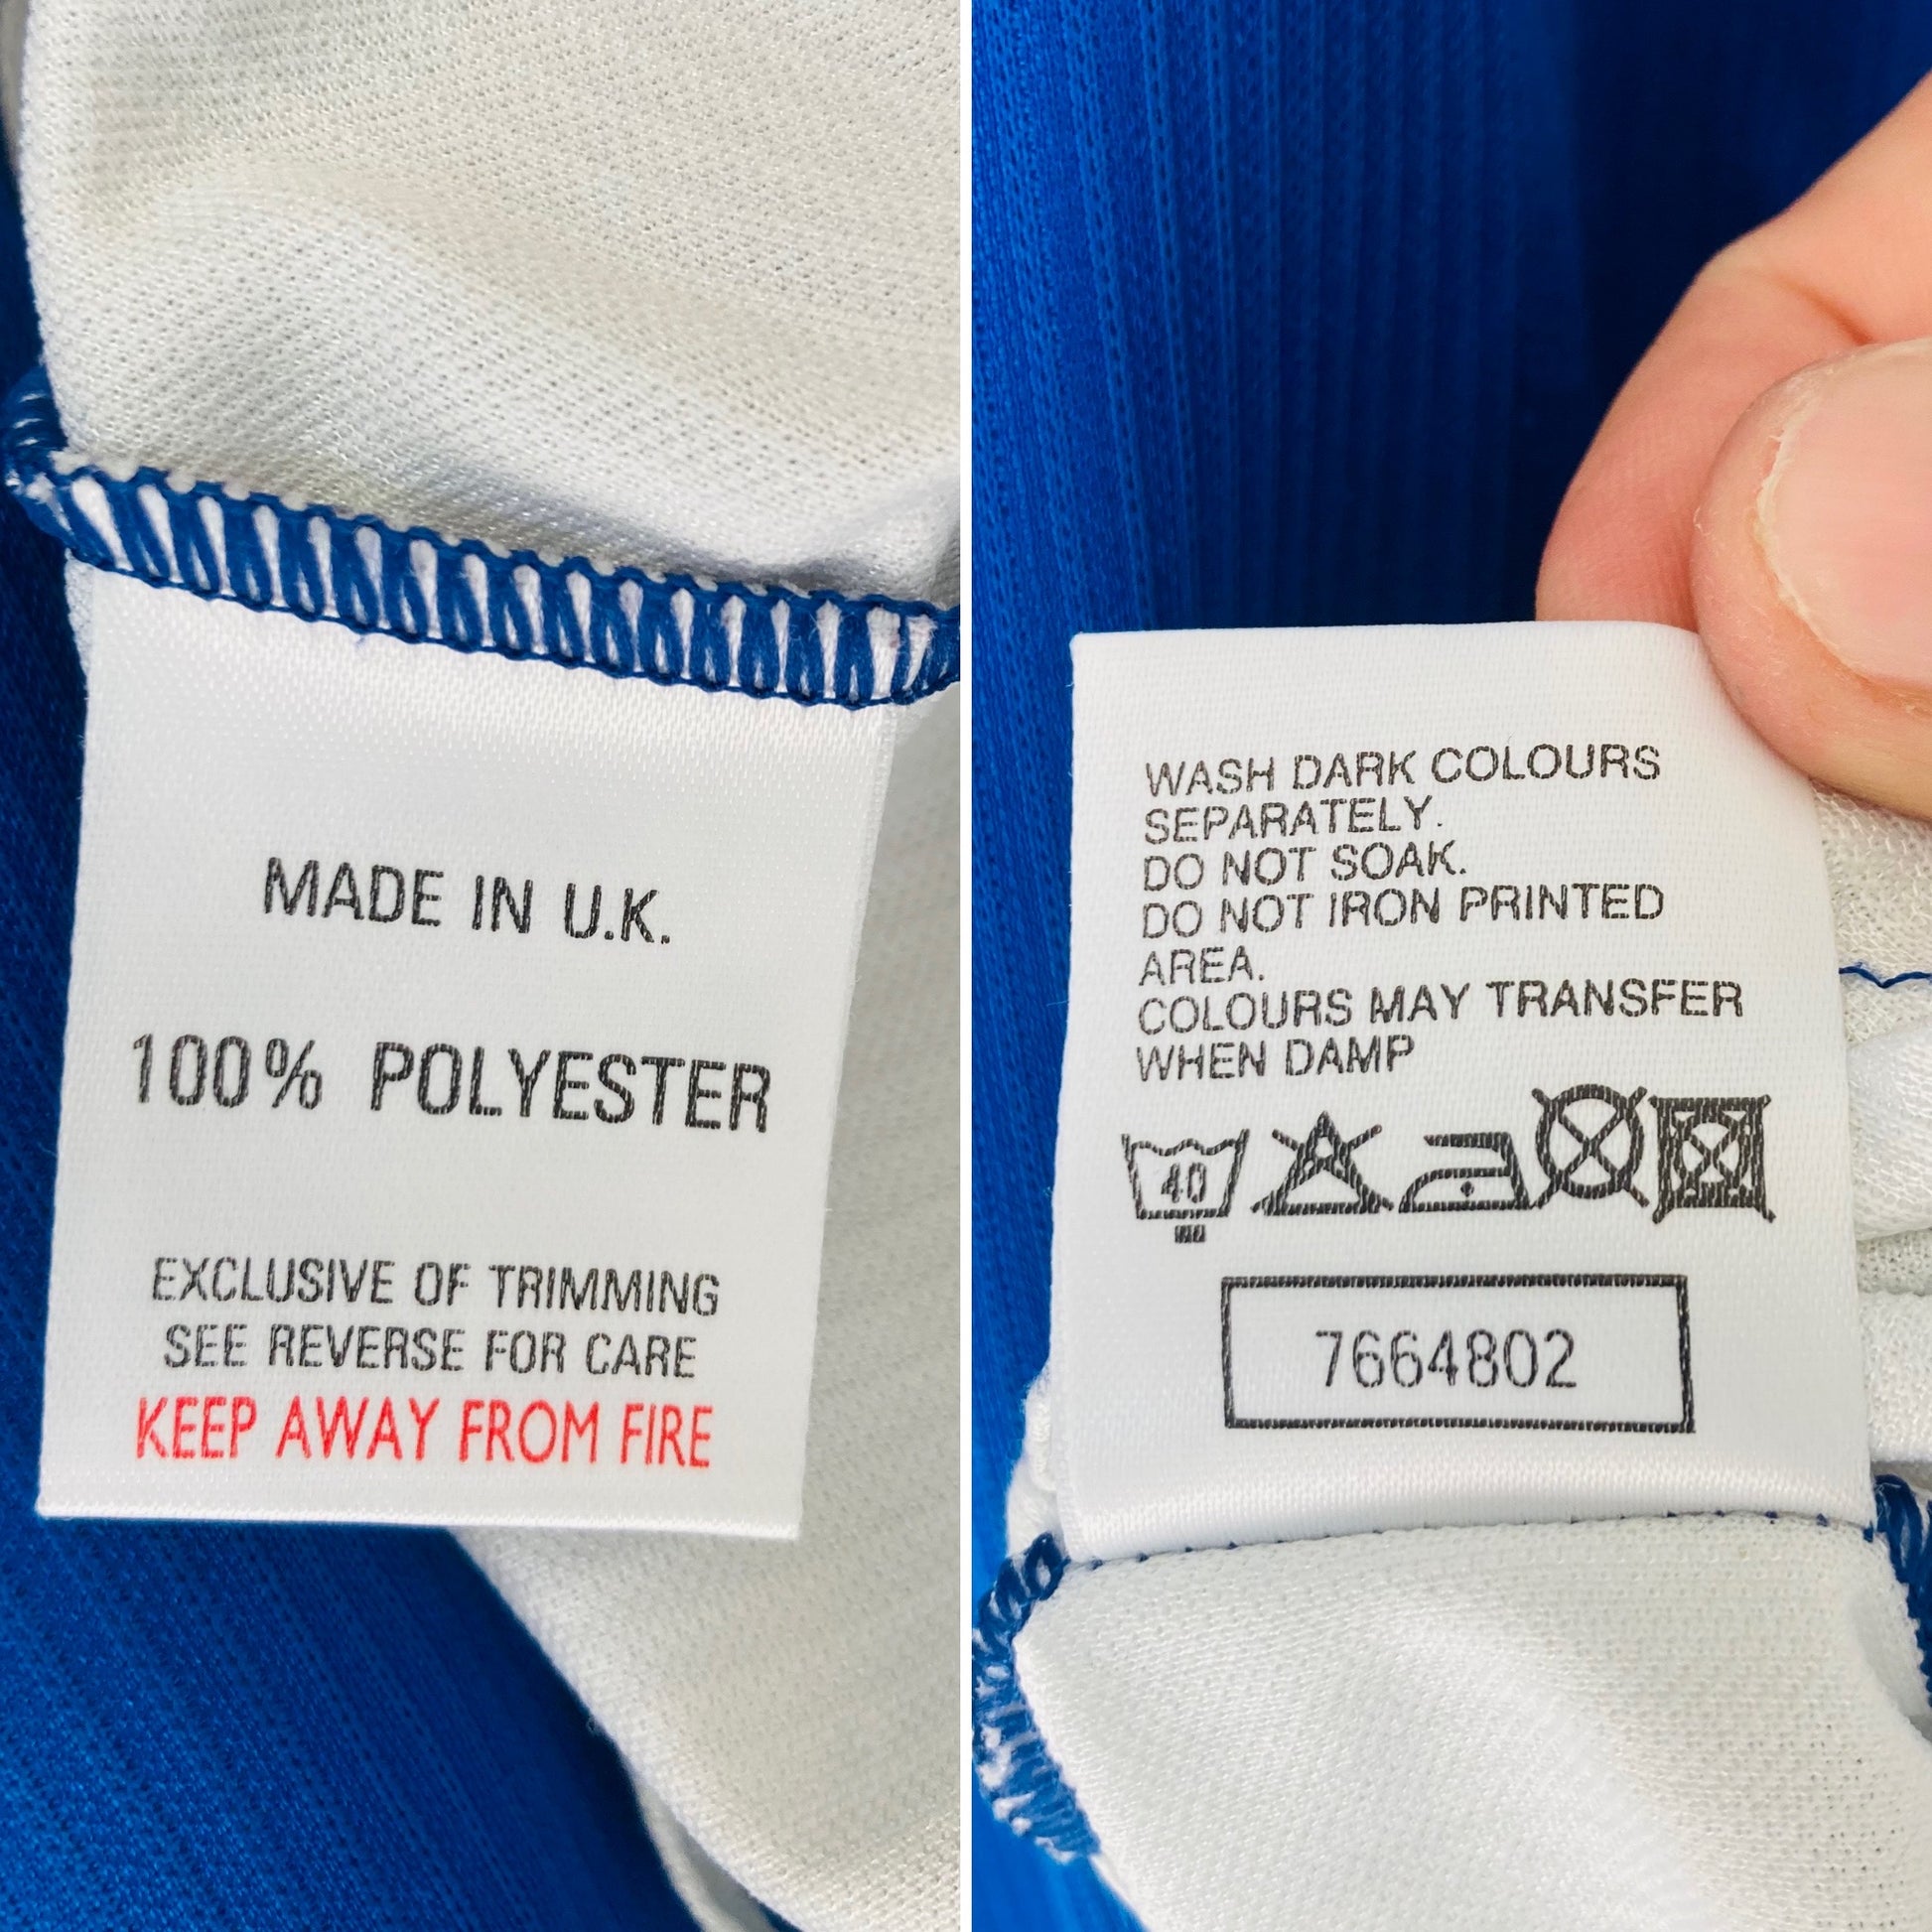 MADE IN U.K.
100% POLYESTER
EXCLUSIVE OF TRIMMING
SEE REVERSE FOR CARE
KEEP AWAY FROM FIRE
WASH DARK COLOURS
SEPARATELY.
DO NOT SOAK.
DO NOT IRON PRINTED
AREA.
COLOURS MAY TRANSFER
WHEN DAMP
40
7664802